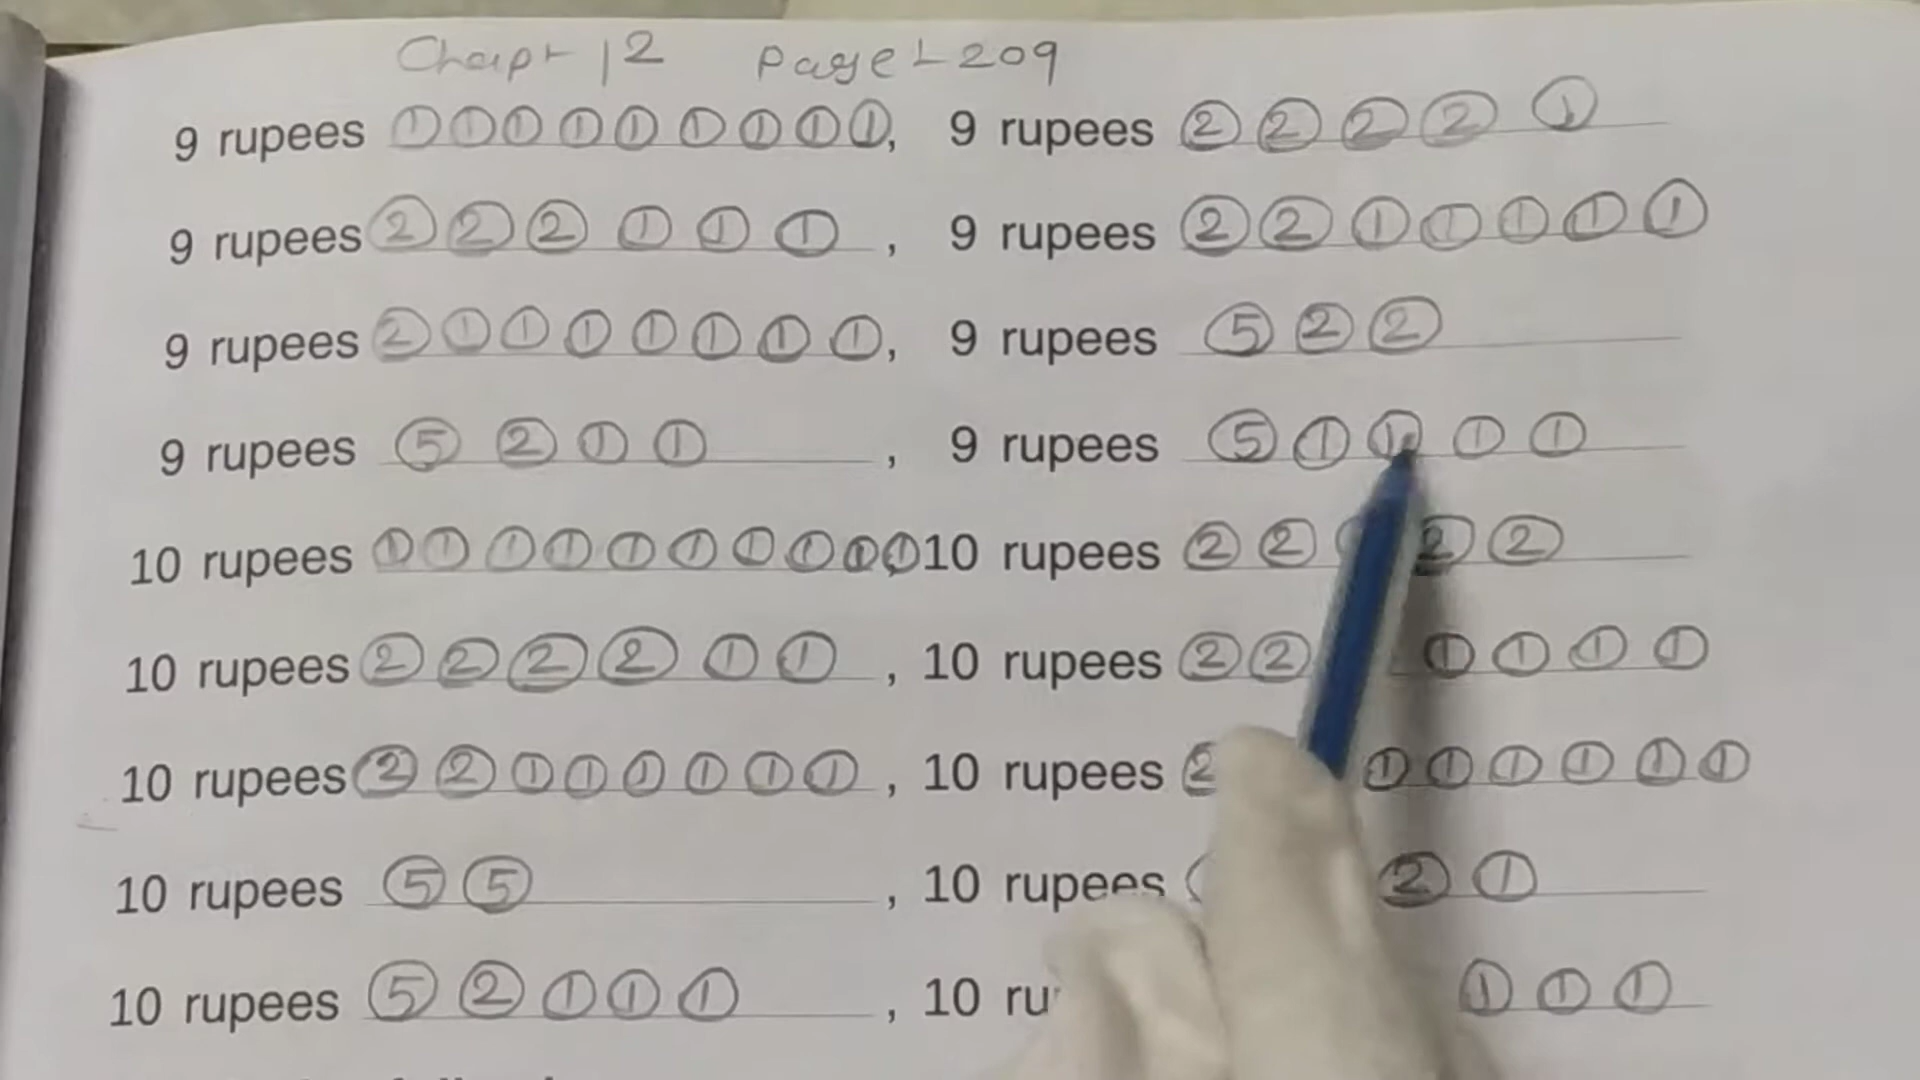 Chapt 12 Page - 209
9 rupees ① ① ① ① ① ① ① ① ①, 9 rupees ② ② ② ② ①
9 rupees ② ② ② ① ① ①, 9 rupees ② ② ① ① ① ① ①
9 rupees ② ① ① ① ① ① ① ①, 9 rupees ⑤ ② ②
9 rupees ⑤ ② ① ①, 9 rupees ⑤ ① ① ① ①
10 rupees ① ① ① ① ① ① ① ① ① ① 10 rupees ② ② ② ②
10 rupees ② ② ② ② ① ①, 10 rupees ② ② ① ① ① ①
10 rupees ② ② ① ① ① ① ① ①, 10 rupees ② ① ① ① ① ① ①
10 rupees ⑤ ⑤, 10 rupees ② ①
10 rupees ⑤ ② ① ① ①, 10 ru ① ① ①